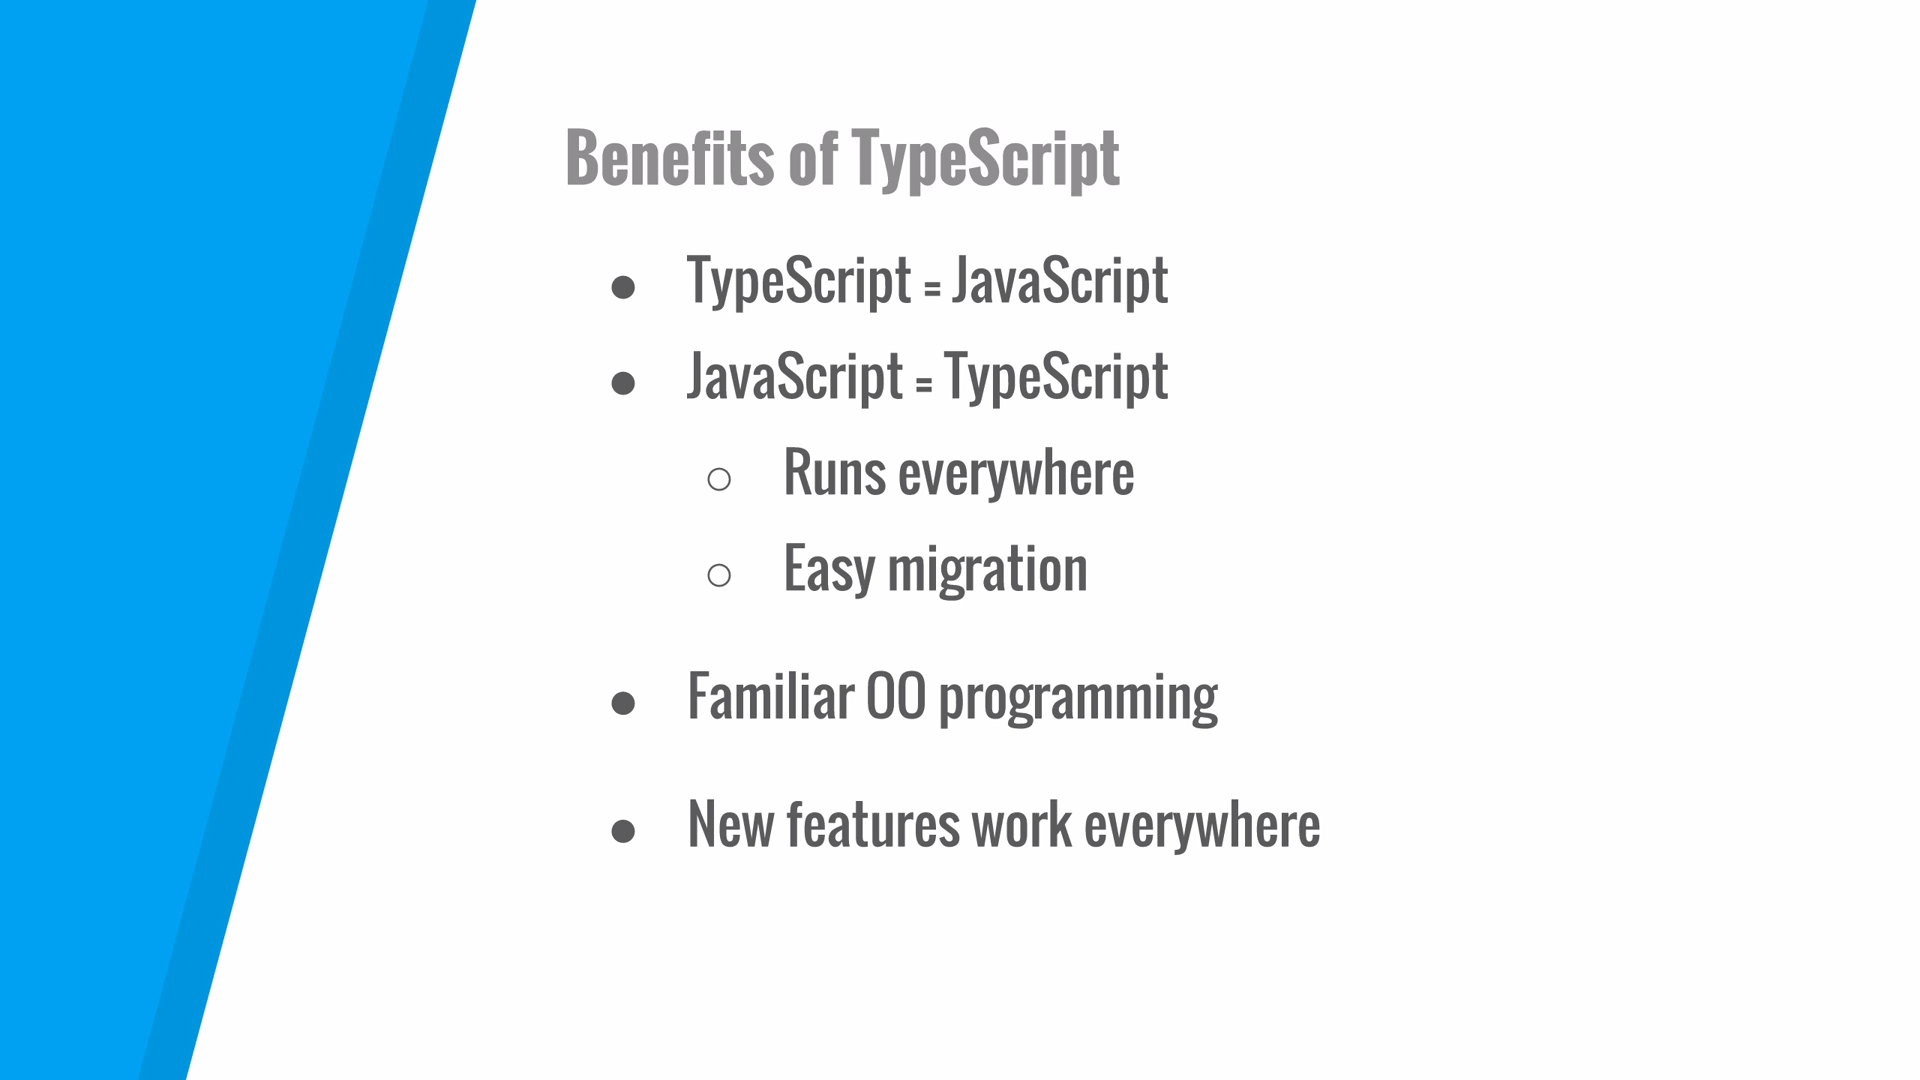 Benefits of TypeScript
● TypeScript = JavaScript
● JavaScript = TypeScript
○ Runs everywhere
○ Easy migration
● Familiar OO programming
● New features work everywhere